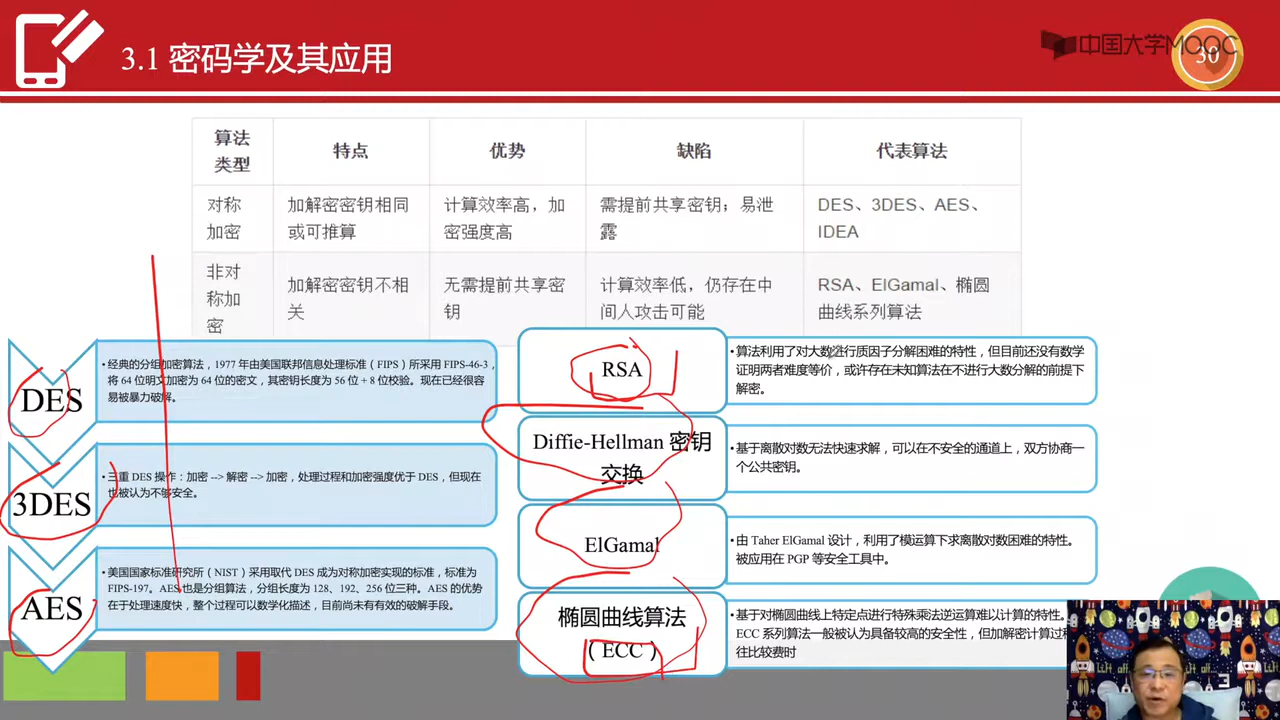 3.1 密码学及其应用
中国大学MOOC
30
算法
类型
特点
优势
缺陷
代表算法
对称
加密
加解密密钥相同
或可推算
计算效率高，加
密强度高
需提前共享密钥；易泄
露
DES、3DES、AES、
IDEA
非对
称加
密
加解密密钥不相
关
无需提前共享密
钥
计算效率低，仍存在中
间人攻击可能
RSA、ElGamal、椭圆
曲线系列算法
DES
•经典的分组加密算法，1977 年由美国联邦信息处理标准（FIPS）所采用 FIPS-46-3，
将 64 位明文加密为 64 位的密文，其密钥长度为 56 位 + 8 位校验。现在已经很容
易被暴力破解。
3DES
•三重 DES 操作：加密 --> 解密 --> 加密，处理过程和加密强度优于 DES，但现在
也被认为不够安全。
AES
•美国国家标准研究所（NIST）采用取代 DES 成为对称加密实现的标准，标准为
FIPS-197。AES 也是分组算法，分组长度为 128、192、256 位三种。AES 的优势
在于处理速度快，整个过程可以数学化描述，目前尚未有有效的破解手段。
RSA
•算法利用了对大数进行质因子分解困难的特性，但目前还没有数学
证明两者难度等价，或许存在未知算法在不进行大数分解的前提下
解密。
Diffie-Hellman 密钥
交换
•基于离散对数无法快速求解，可以在不安全的通道上，双方协商一
个公共密钥。
ElGamal
•由 Taher ElGamal 设计，利用了模运算下求离散对数困难的特性。
被应用在 PGP 等安全工具中。
椭圆曲线算法
（ECC）
•基于对椭圆曲线上特定点进行特殊乘法逆运算难以计算的特性。
ECC 系列算法一般被认为具备较高的安全性，但加解密计算过
往比较费时